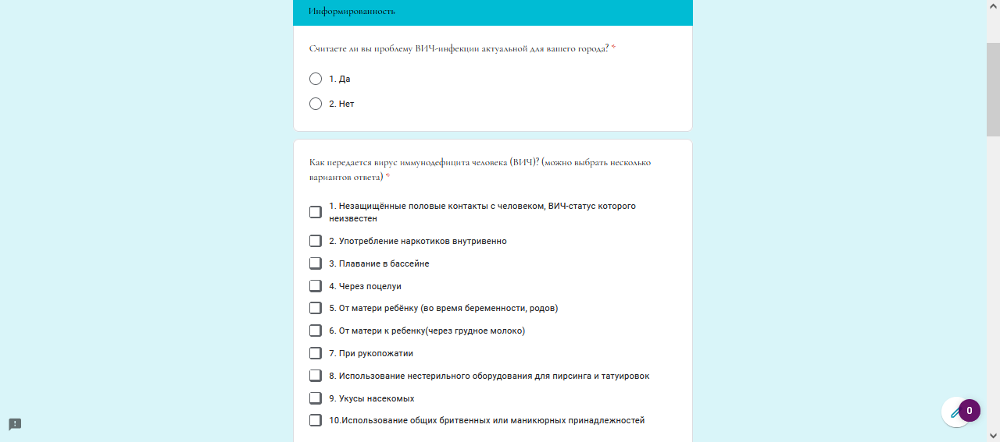 Информированность
Считаете ли вы проблему ВИЧ-инфекции актуальной для вашего города? *
1. Да
2. Нет
Как передается вирус иммунодефицита человека (ВИЧ)? (можно выбрать несколько
вариантов ответа) *
1. Незащищённые половые контакты с человеком, ВИЧ-статус которого
неизвестен
2. Употребление наркотиков внутривенно
3. Плавание в бассейне
4. Через поцелуи
5. От матери ребёнку (во время беременности, родов)
6. От матери к ребенку(через грудное молоко)
7. При рукопожатии
8. Использование нестерильного оборудования для пирсинга и татуировок
9. Укусы насекомых
10.Использование общих бритвенных или маникюрных принадлежностей
0